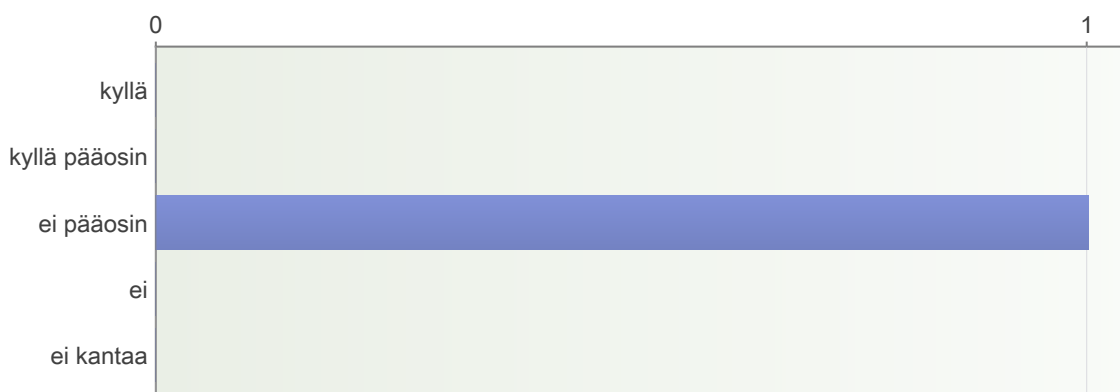 0 1
kyllä
kyllä pääosin
ei pääosin
ei
ei kantaa